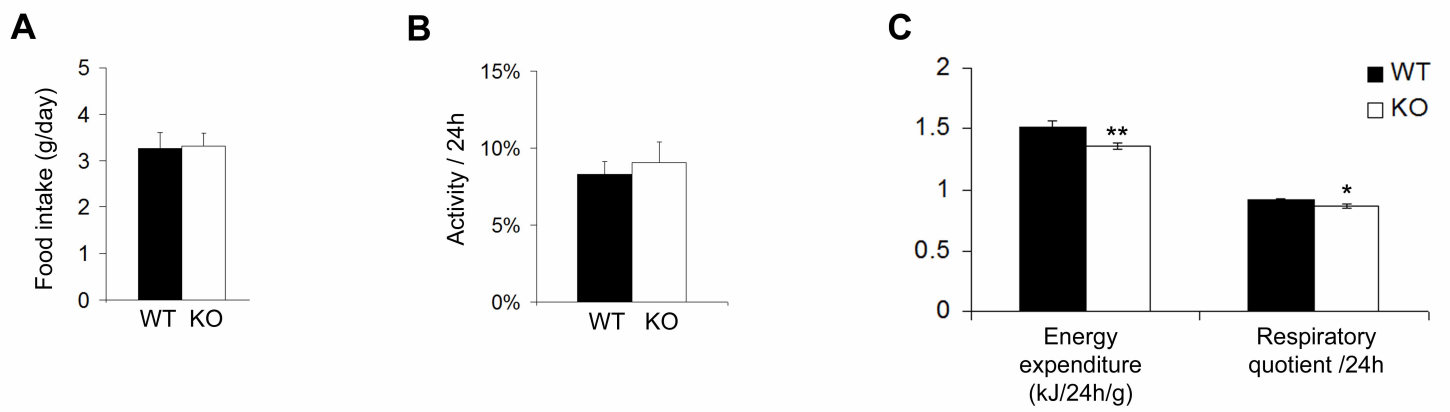 A
Food intake (g/day)
5
4
3
2
1
0
WT KO
B
Activity / 24h
15%
10%
5%
0%
WT KO
C
2
1.5
1
0.5
0
**
*
WT
KO
Energy
expenditure
(kJ/24h/g)
Respiratory
quotient /24h